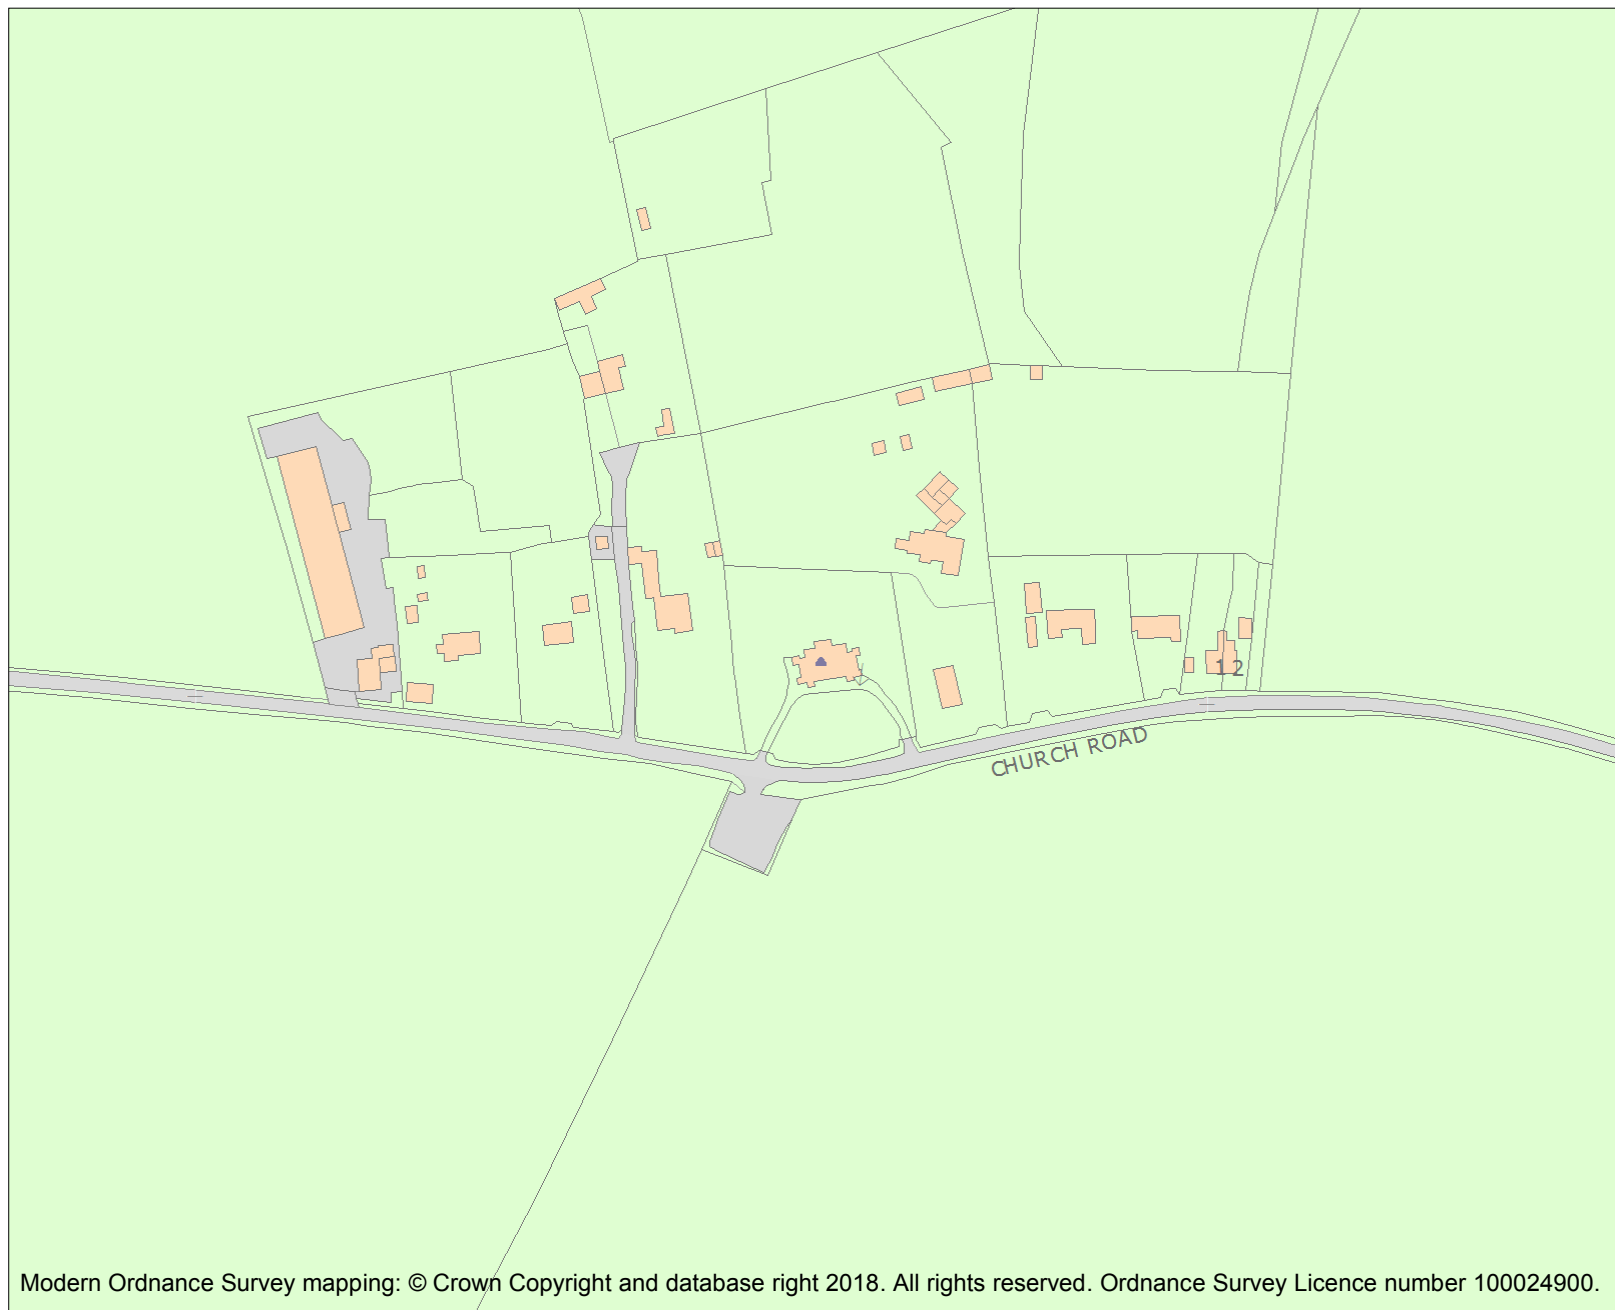 12
CHURCH ROAD
Modern Ordnance Survey mapping: © Crown Copyright and database right 2018. All rights reserved. Ordnance Survey Licence number 100024900.